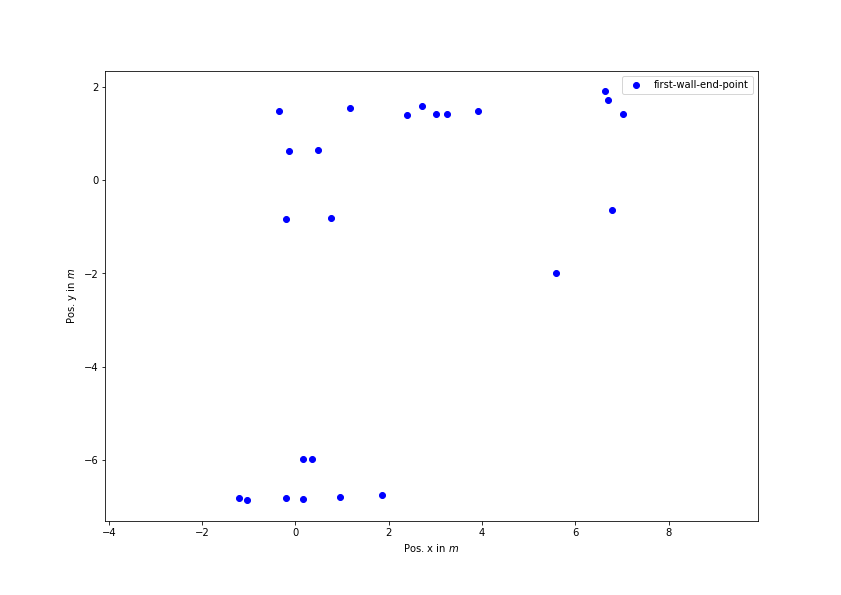 first-wall-end-point
2
0
−2
−4
−6
Pos. y in m
−4 −2 0 2 4 6 8
Pos. x in m